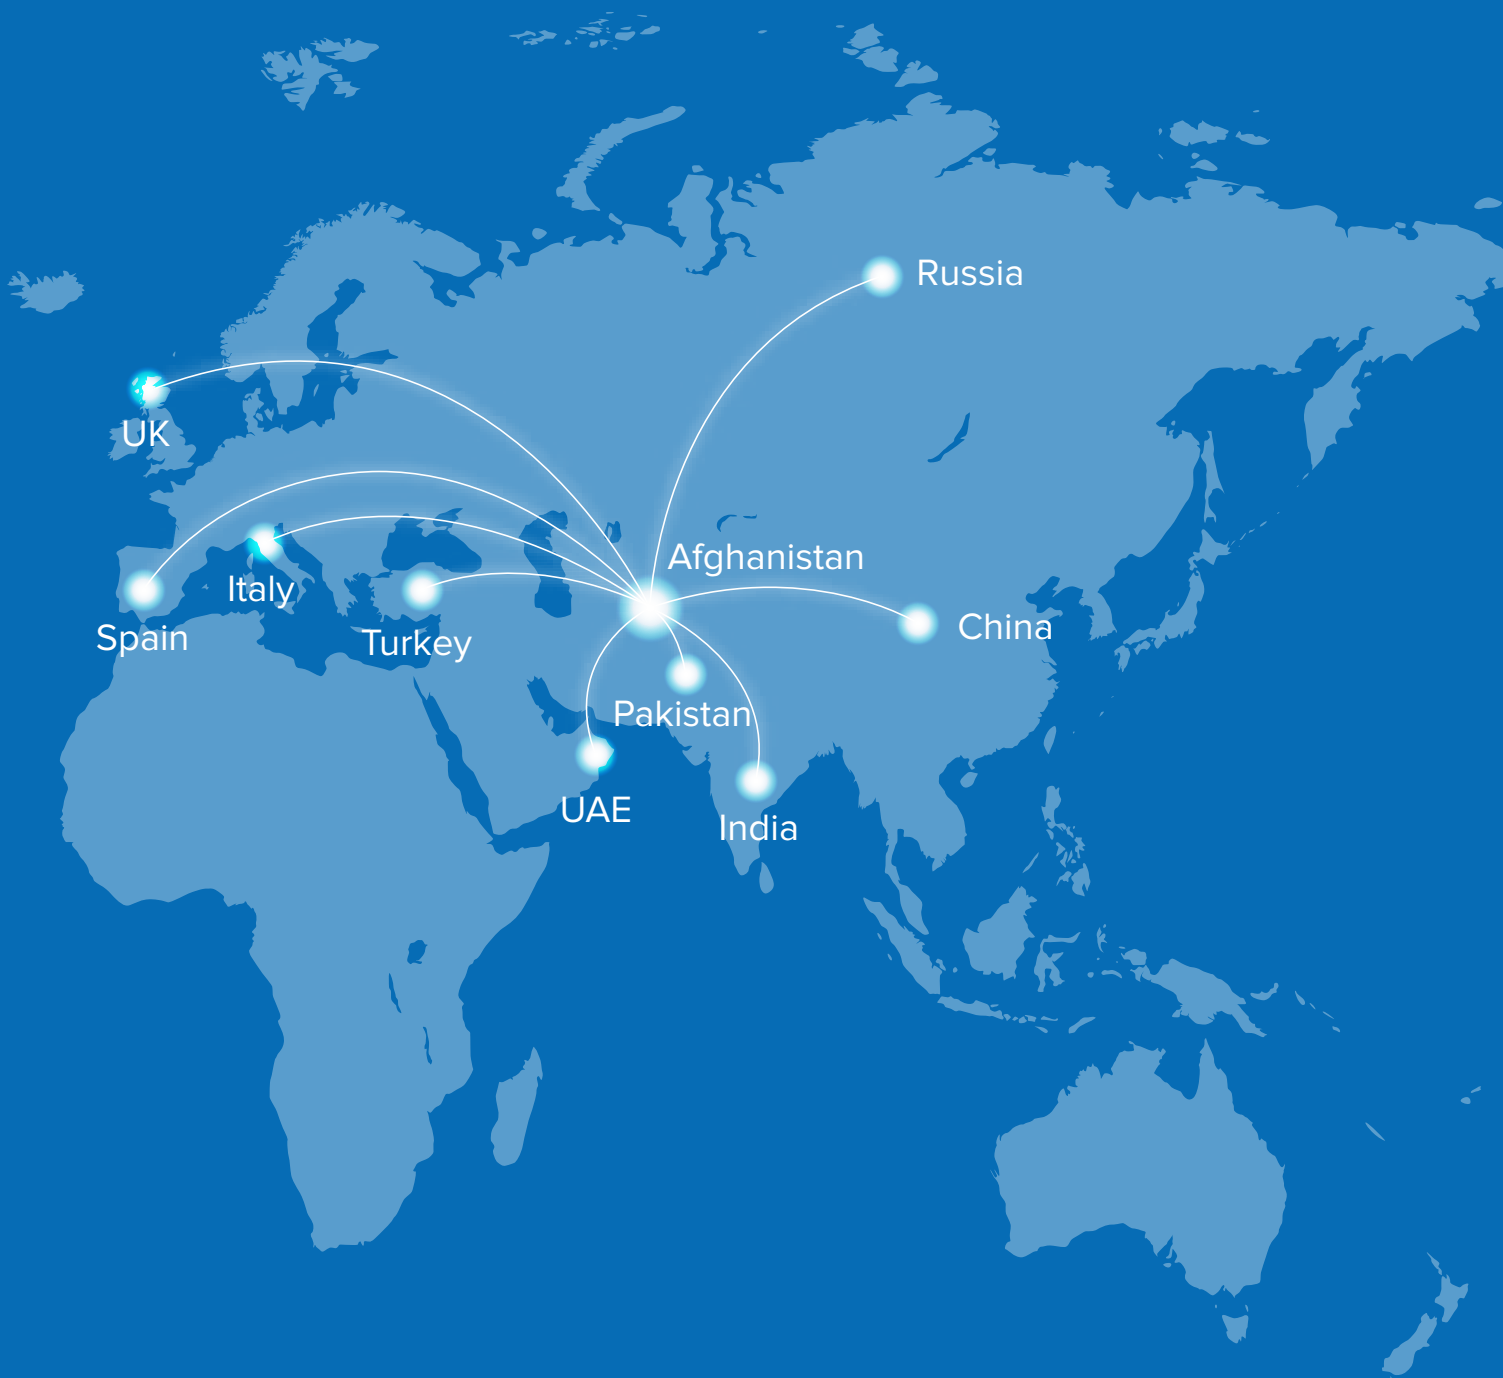 Russia
UK
Afghanistan
Italy
China
Spain
Turkey
Pakistan
UAE
India